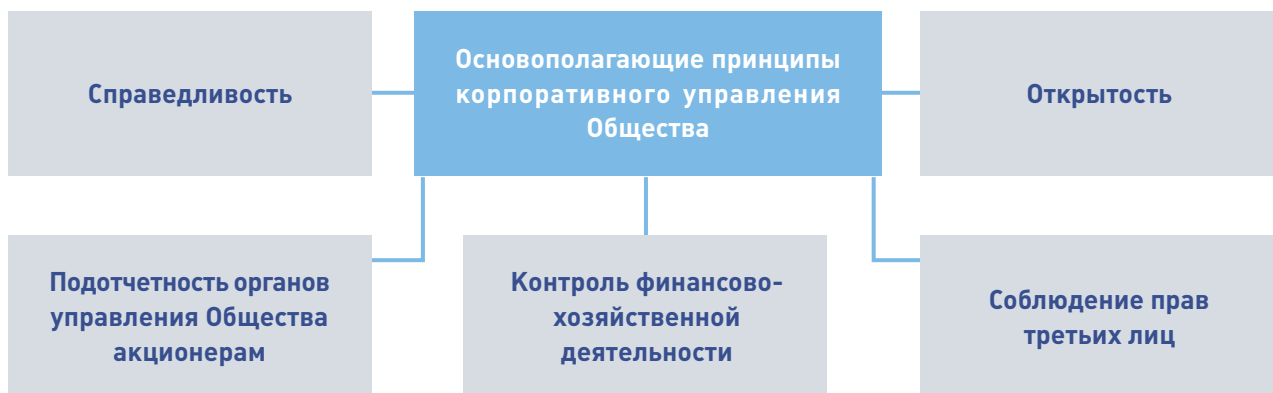 Справедливость
Основополагающие принципы
корпоративного управления
Общества
Открытость
Подотчетность органов
управления Общества
акционерам
Контроль финансово-
хозяйственной
деятельности
Соблюдение прав
третьих лиц